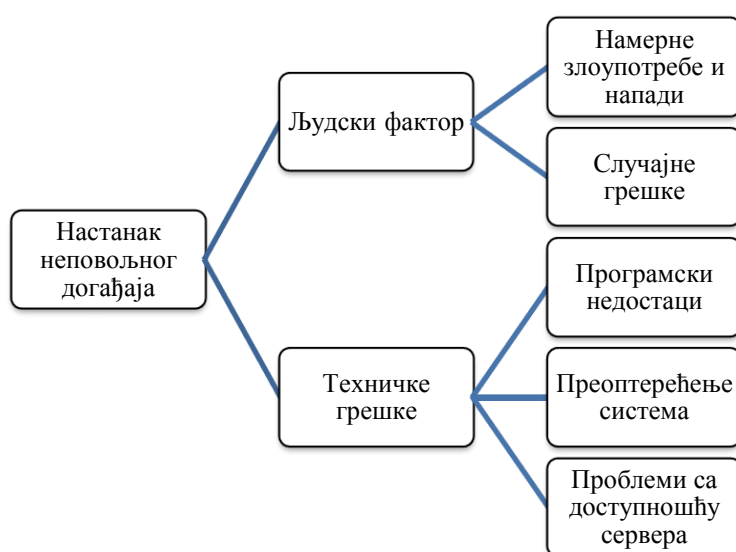 Настанак
неповољног
догађаја
Људски фактор
Намерне
злоупотребе и
напади
Случајне
грешке
Техничке
грешке
Програмски
недостаци
Преоптерећење
система
Проблеми са
доступношћу
сервера